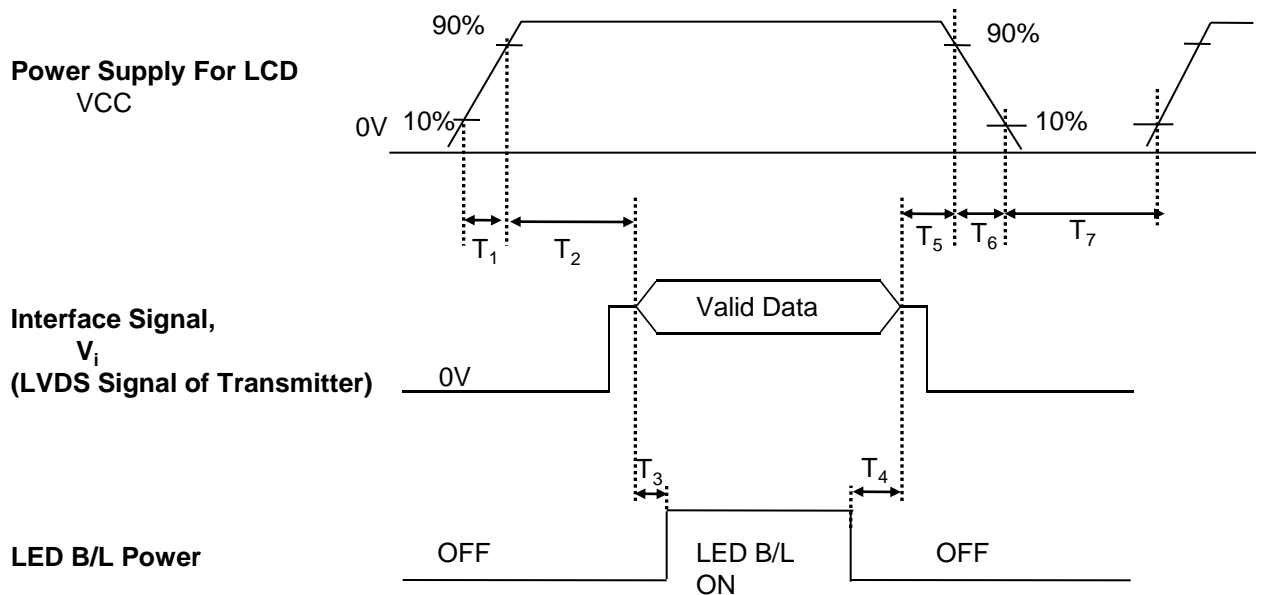 90%
90%
Power Supply For LCD
VCC
0V 10%
10%
T1
T2
T5
T6
T7
Valid Data
Interface Signal,
Vi
(LVDS Signal of Transmitter)
0V
T3
T4
LED B/L Power
OFF
LED B/L
ON
OFF